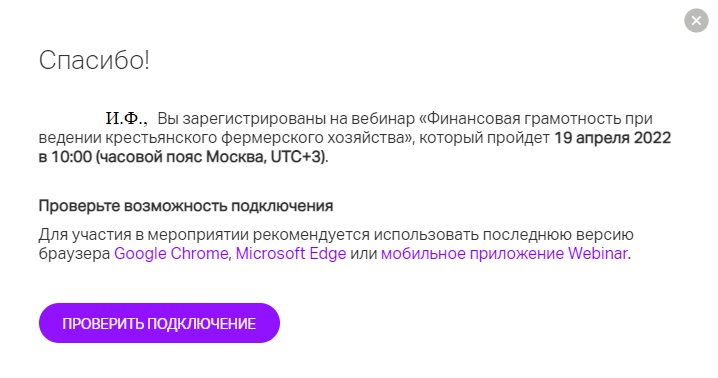 Спасибо!
И.Ф., Вы зарегистрированы на вебинар «Финансовая грамотность при
ведении крестьянского фермерского хозяйства», который пройдет 19 апреля 2022
в 10:00 (часовой пояс Москва, UTC+3).
Проверьте возможность подключения
Для участия в мероприятии рекомендуется использовать последнюю версию
браузера Google Chrome, Microsoft Edge или мобильное приложение Webinar.
ПРОВЕРИТЬ ПОДКЛЮЧЕНИЕ